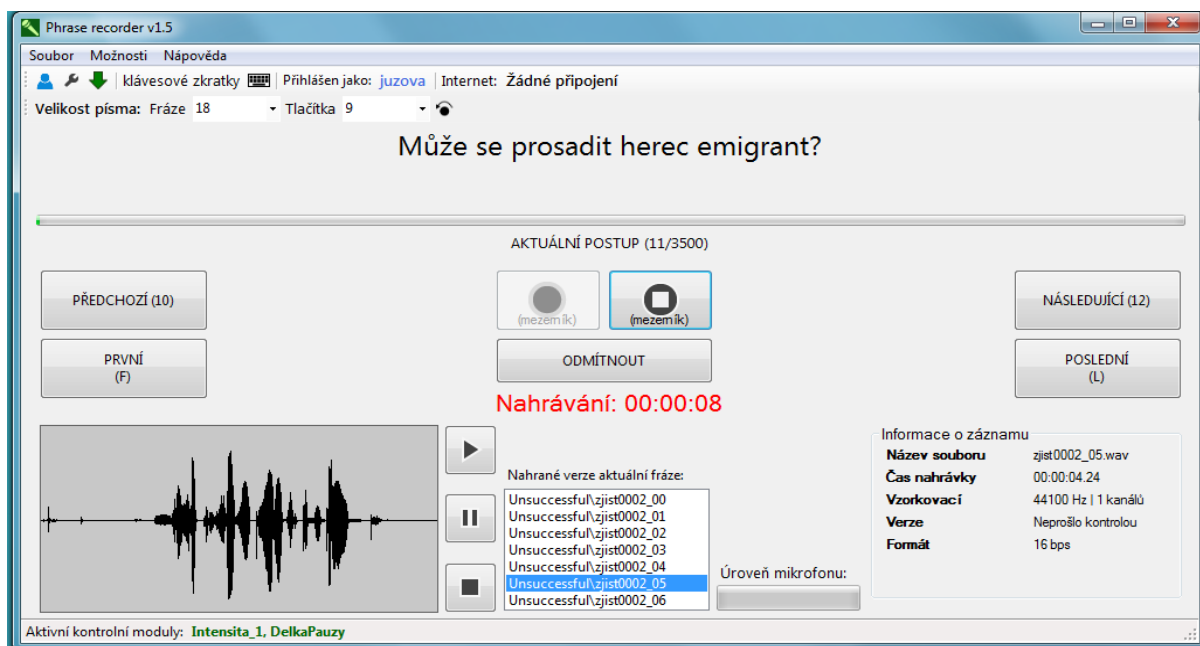 Phrase recorder v1.5
Soubor Možnosti Nápověda
klávesové zkratky Přihlášen jako: juzova Internet: Žádné připojení
Velikost písma: Fráze 18 Tlačítka 9
Může se prosadit herec emigrant?
AKTUÁLNÍ POSTUP (11/3500)
PŘEDCHOZÍ (10)
(mezerník)
(mezerník)
NÁSLEDUJÍCÍ (12)
PRVNÍ
(F)
ODMÍTNOUT
POSLEDNÍ
(L)
Nahrávání: 00:00:08
Nahrané verze aktuální fráze:
Unsuccessful\zjist0002_00
Unsuccessful\zjist0002_01
Unsuccessful\zjist0002_02
Unsuccessful\zjist0002_03
Unsuccessful\zjist0002_04
Unsuccessful\zjist0002_05
Unsuccessful\zjist0002_06
Úroveň mikrofonu:
Informace o záznamu
Název souboru zjist0002_05.wav
Čas nahrávky 00:00:04.24
Vzorkovací 44100 Hz | 1 kanálů
Verze Neprošlo kontrolou
Formát 16 bps
Aktivní kontrolní moduly: Intensita_1, DelkaPauzy